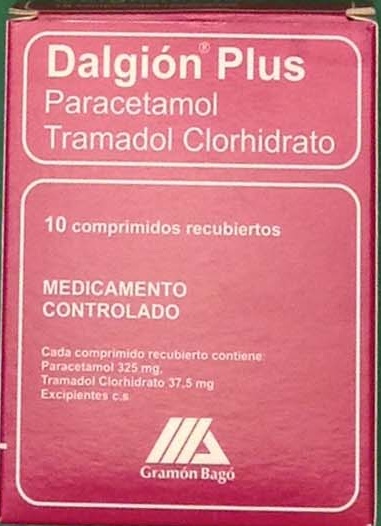 Dalgión® Plus
Paracetamol
Tramadol Clorhidrato
10 comprimidos recubiertos
MEDICAMENTO
CONTROLADO
Cada comprimido recubierto contiene:
Paracetamol 325 mg,
Tramadol Clorhidrato 37,5 mg
Excipientes c.s
Gramón Bagó